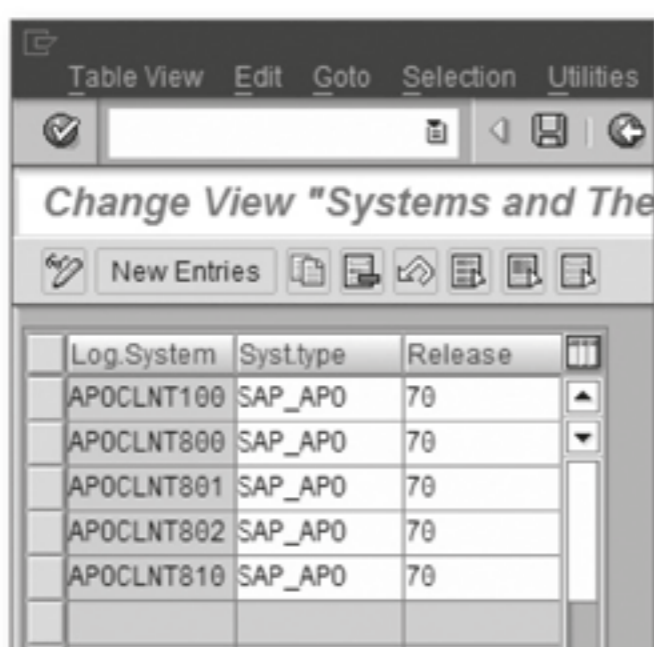 Table View Edit Goto Selection Utilities
Change View "Systems and The
New Entries
Log.System Syst.type Release
APOCLNT100 SAP_APO 70
APOCLNT800 SAP_APO 70
APOCLNT801 SAP_APO 70
APOCLNT802 SAP_APO 70
APOCLNT810 SAP_APO 70